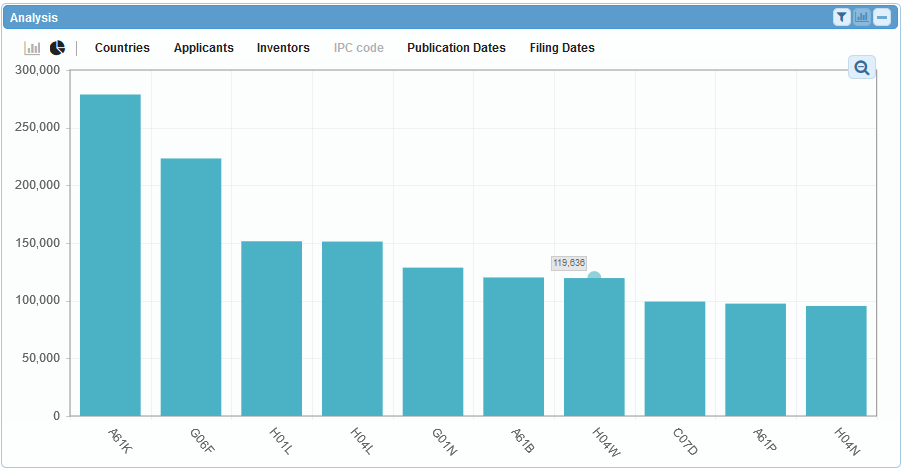 Analysis
Countries Applicants Inventors IPC code Publication Dates Filing Dates
300,000
250,000
200,000
150,000
100,000
50,000
0
119,636
A61K G06F H01L H04L G01N A61B H04W C07D A61P H04N